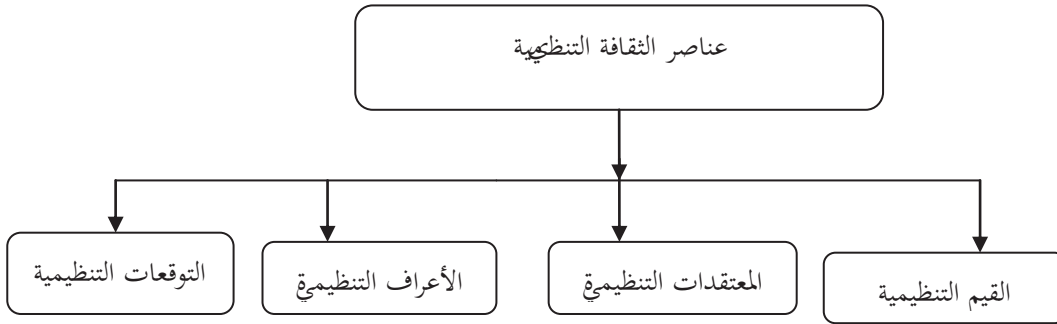 عناصر الثقافة التنظيمية
القيم التنظيمية
المعتقدات التنظيمية
الأعراف التنظيمية
التوقعات التنظيمية